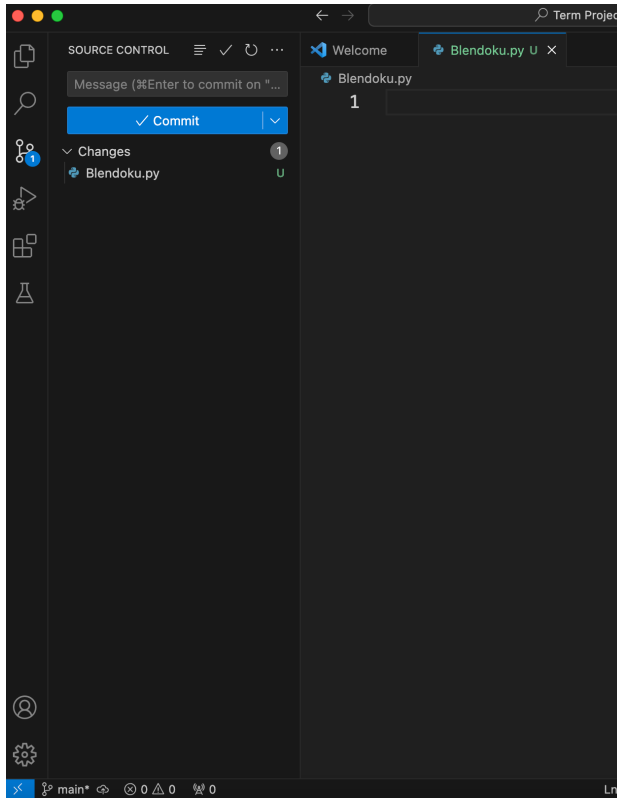 Term Projec
SOURCE CONTROL
Welcome
Blendoku.py U
Message (⌘Enter to commit on "...
Blendoku.py
1
Commit
1
Changes 1
Blendoku.py U
main* 0 0 0
Ln